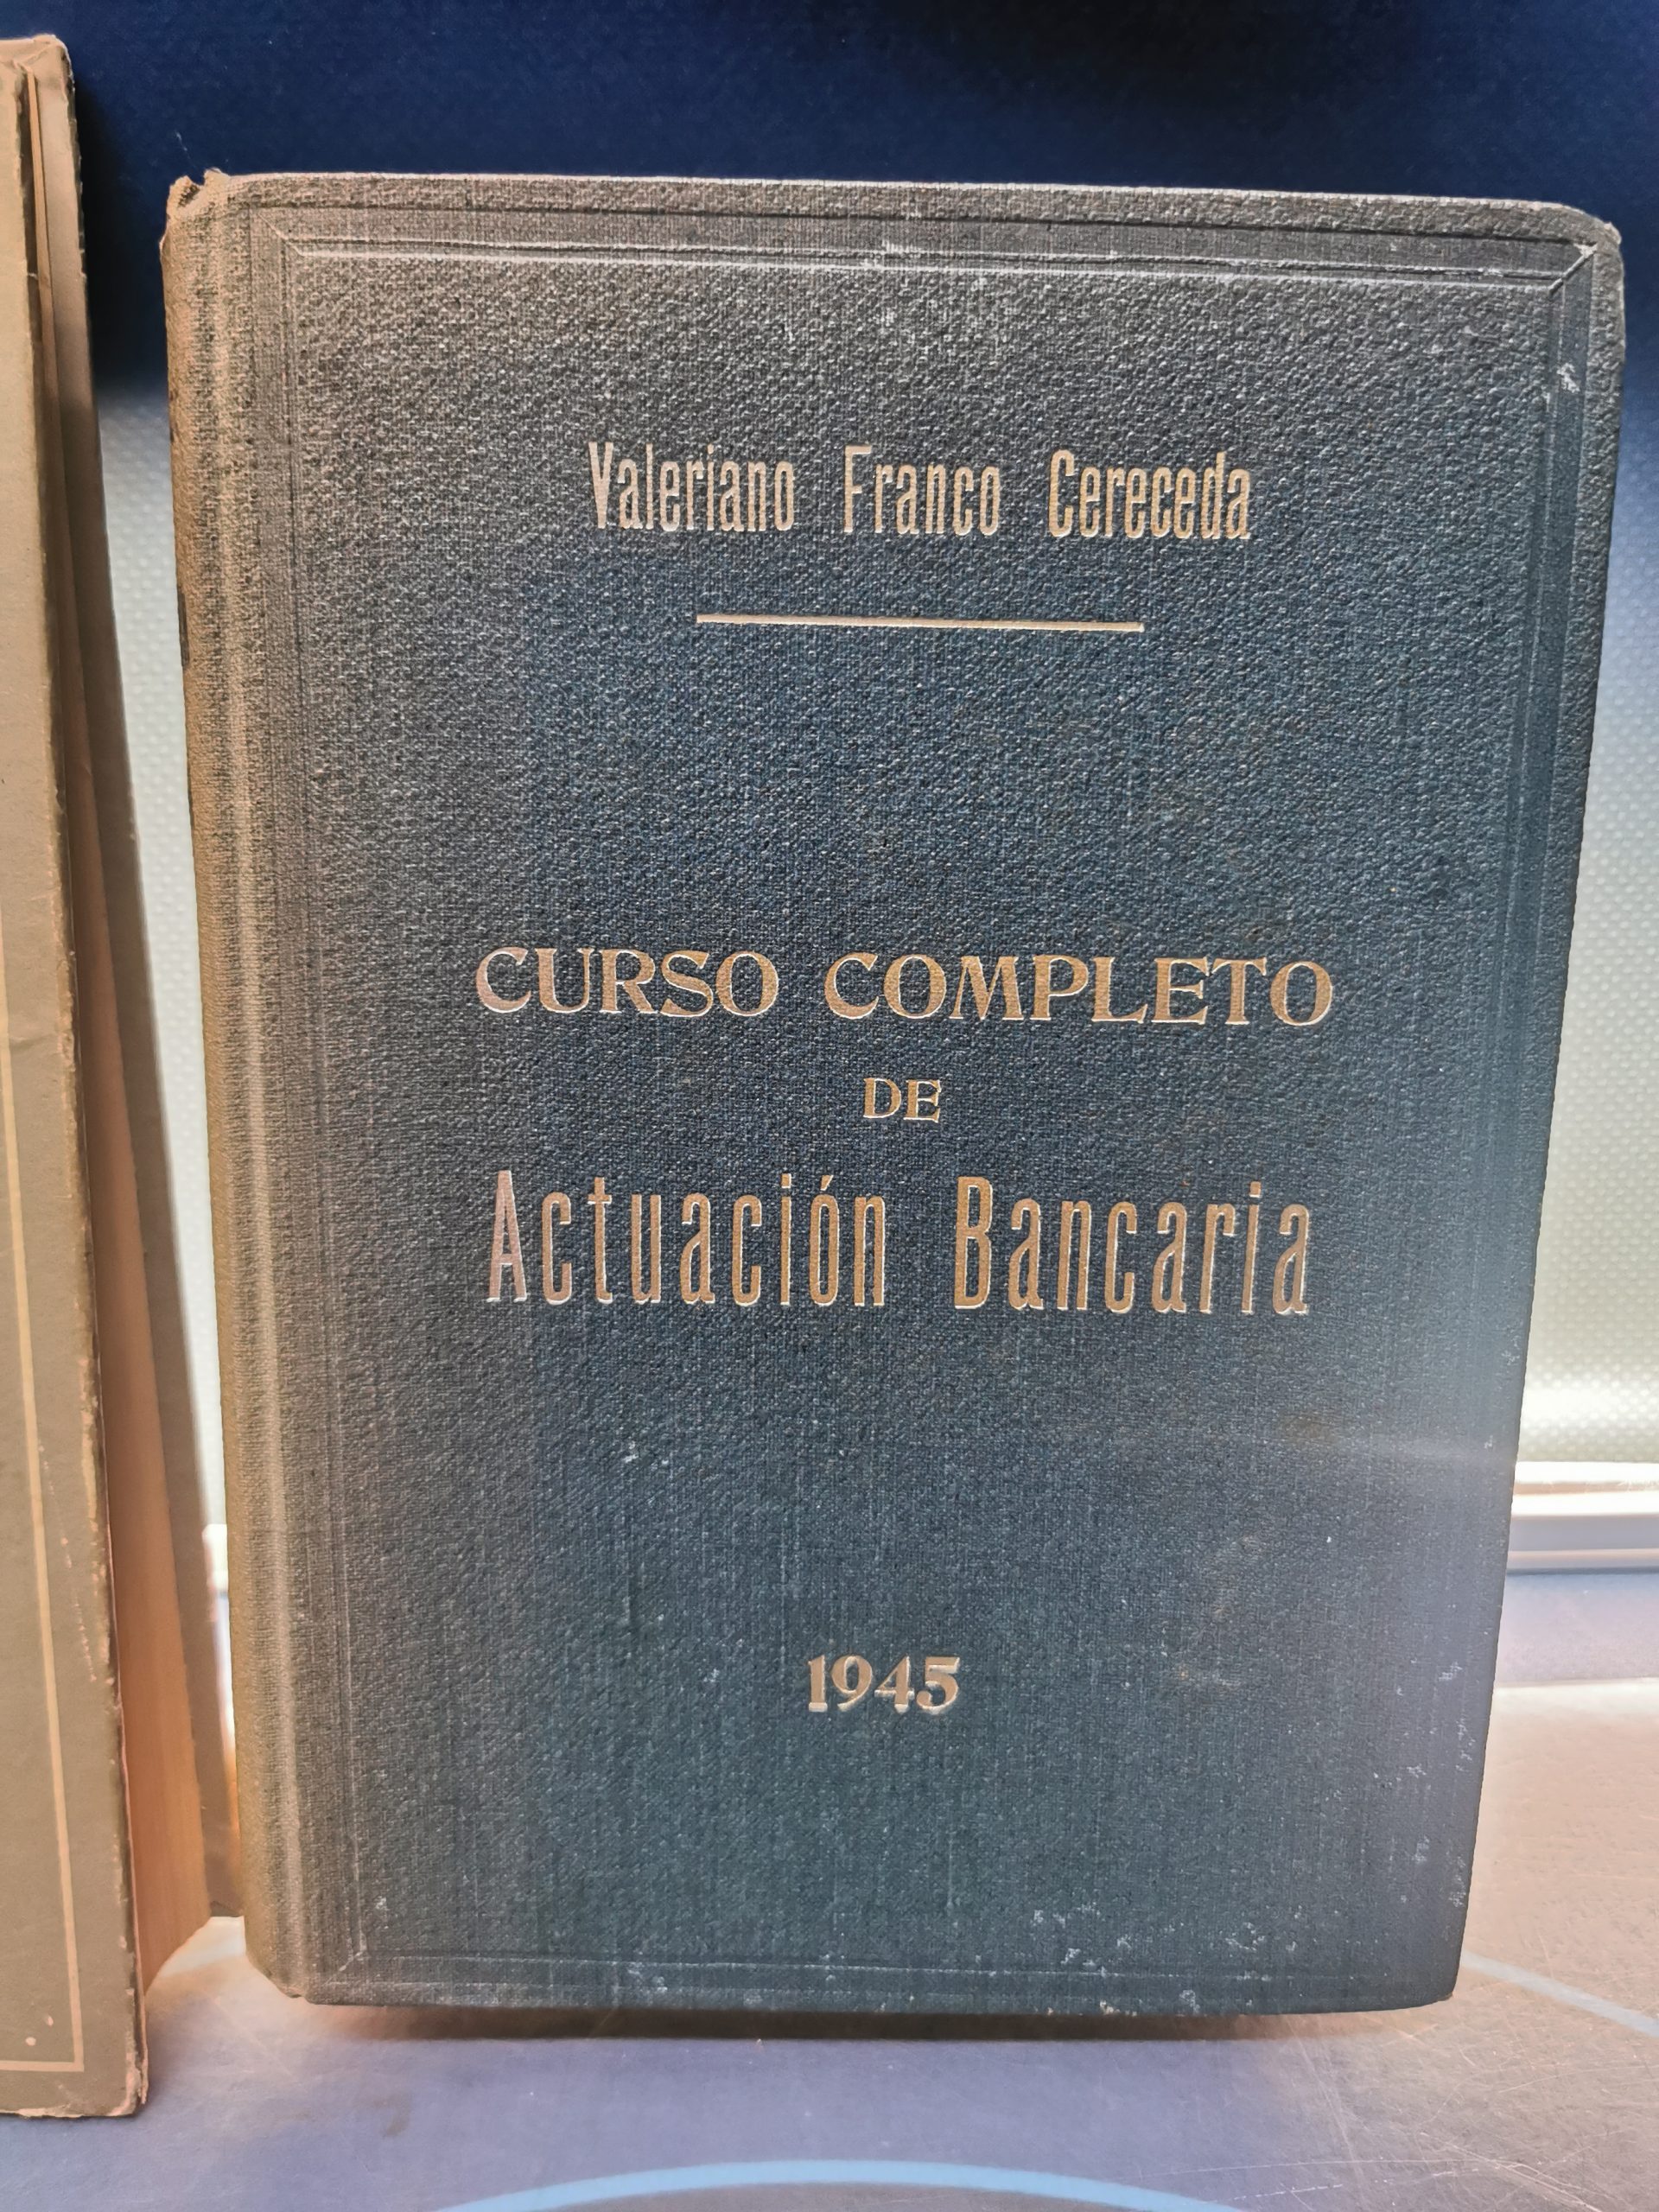 Valeriano Franco Cereceda
CURSO COMPLETO
DE
Actuación Bancaria
1945